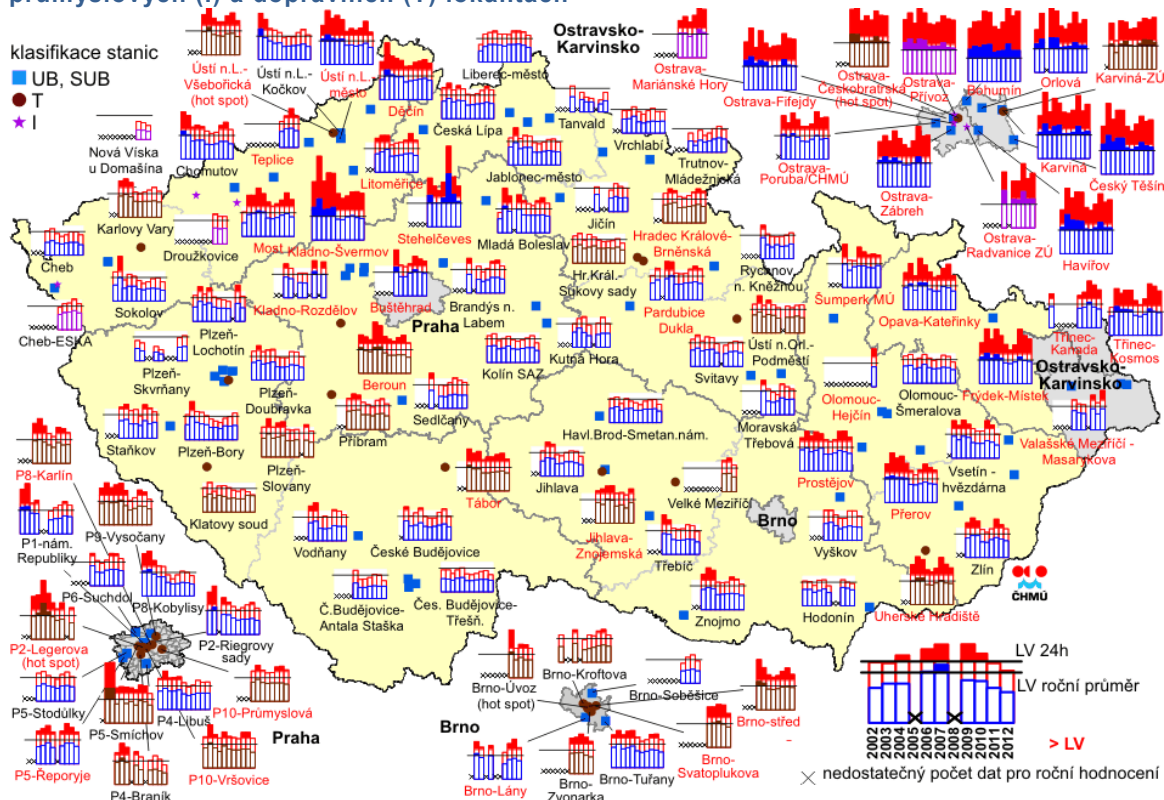 průmyslových (I) a dopravních (T) lokalitách
klasifikace stanic
UB, SUB
T
I
Ústí n.L.-
Všebořická
(hot spot)
Ústí n.L.-
Kočkov
Ústí n.L.
město
Děčín
Liberec-město
Česká Lípa
Tanvald
Vrchlabí
Trutnov-
Mládežnická
Ostravsko-
Karvinsko
Ostrava-
Mariánské Hory
Ostrava-Fifejdy
Ostrava-
Českobratrská
(hot spot)
Ostrava-
Přívoz
Bohumín
Orlová
Karviná-ZÚ
Nová Víska
u Domašína
Chomutov
Teplice
Litoměřice
Jablonec-město
Ostrava-
Poruba/ČHMÚ
Ostrava-
Zábřeh
Karviná
Český Těšín
Ostrava-
Radvanice ZÚ
Havířov
Karlovy Vary
Droužkovice
Most
Kladno-Švermov
Stehelčeves
Mladá Boleslav
Jičín
Hradec Králové-
Brněnská
Cheb
Sokolov
Cheb-ESKA
Plzeň-
Lochotín
Kladno-Rozdělov
Buštěhrad
Praha
Brandýs n.
Labem
Hr.Král.-
Sukovy sady
Pardubice
Dukla
Rychnov
n. Kněžnou
Šumperk MÚ
Opava-Kateřinky
Třinec-
Kanada
Třinec-
Kosmos
Ostravsko-
Karvinsko
Plzeň-
Skvrňany
Plzeň-
Doubravka
Beroun
Kolín SAZ
Kutná Hora
Ústí n.Orl.-
Podměstí
Svitavy
Olomouc-
Hejčín
Olomouc-
Šmeralova
Frýdek-Místek
Staňkov
Plzeň-Bory
Plzeň-
Slovany
Příbram
Sedlčany
Havl.Brod-Smetan.nám.
Moravská
Třebová
Valašské Meziříčí -
Masarykova
P8-Karlín
Klatovy soud
Tábor
Jihlava
Velké Meziříčí
Prostějov
Přerov
Vsetín -
hvězdárna
P1-nám.
Republiky
P9-Vysočany
Vodňany
České Budějovice
Jihlava-
Znojemská
Třebíč
Brno
Vyškov
Zlín
P6-Suchdol
P8-Kobylisy
Č.Budějovice-
Antala Staška
Čes. Budějovice-
Třešň.
Znojmo
Hodonín
Uherské Hradiště
ČHMÚ
P2-Legerova
(hot spot)
P2-Riegrovy
sady
P5-Stodůlky
P5-Smíchov
P4-Libuš
P10-Průmyslová
Praha
P5-Řeporyje
P4-Braník
P10-Vršovice
Brno-Úvoz
(hot spot)
Brno-Kroftova
Brno-Soběšice
Brno-střed
-
Brno
Brno-Lány
Brno-
Zvonařka
Brno-Tuřany
Brno-
Svatoplukova
LV 24h
LV roční průměr
2002
2003
2004
2005
2006
2007
2008
2009
2010
2011
2012
> LV
nedostatečný počet dat pro roční hodnocení